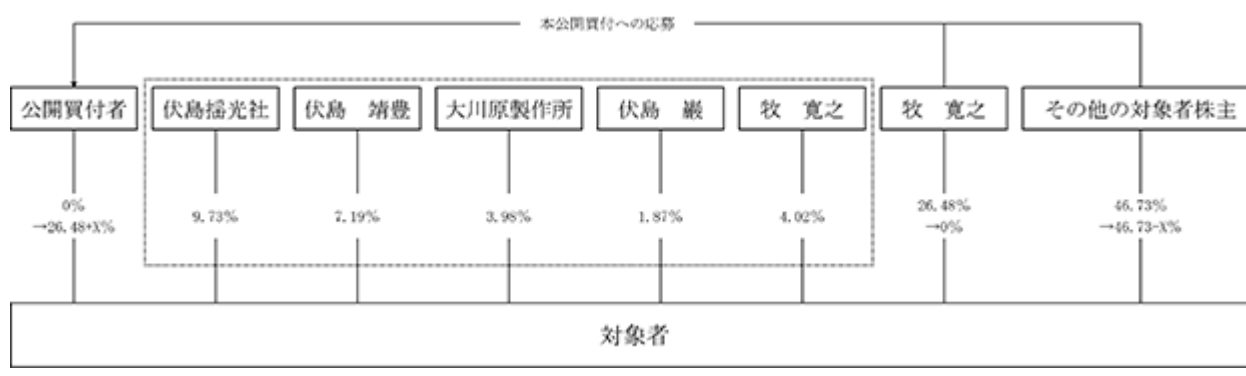 本公開買付への応募
公開買付者
伏島揺光社
伏島 靖豊
大川原製作所
伏島 巖
牧 寛之
牧 寛之
その他の対象者株主
0%
→26.48+X%
9.73%
7.19%
3.98%
1.87%
4.02%
26.48%
→0%
46.73%
→46.73-X%
対象者